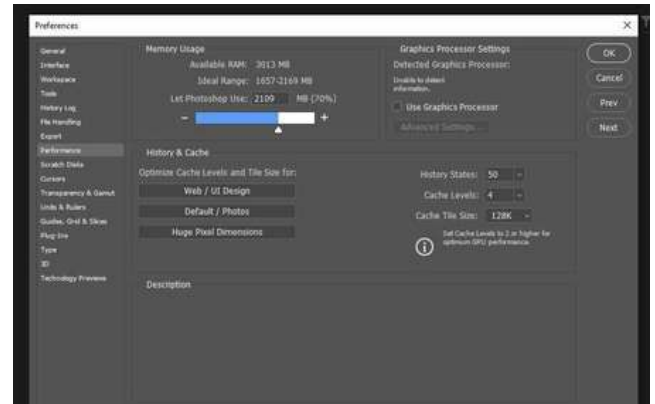 Preferences
General
Interface
Workspace
Tools
History Log
File Handling
Export
Performance
Scratch Disks
Cursors
Transparency & Gamut
Units & Rulers
Guides, Grid & Slices
Plug-Ins
Type
3D
Technology Previews
Memory Usage
Available RAM: 3013 MB
Ideal Range: 1657-2169 MB
Let Photoshop Use: 2109 MB (70%)
- +
History & Cache
Optimize Cache Levels and Tile Size for:
Web / UI Design
Default / Photos
Huge Pixel Dimensions
Description
Graphics Processor Settings
Detected Graphics Processor:
Unable to detect
information.
Use Graphics Processor
Advanced Settings...
History States: 50
Cache Levels: 4
Cache Tile Size: 128K
Set Cache Levels to 2 or higher for
optimum GPU performance.
OK
Cancel
Prev
Next